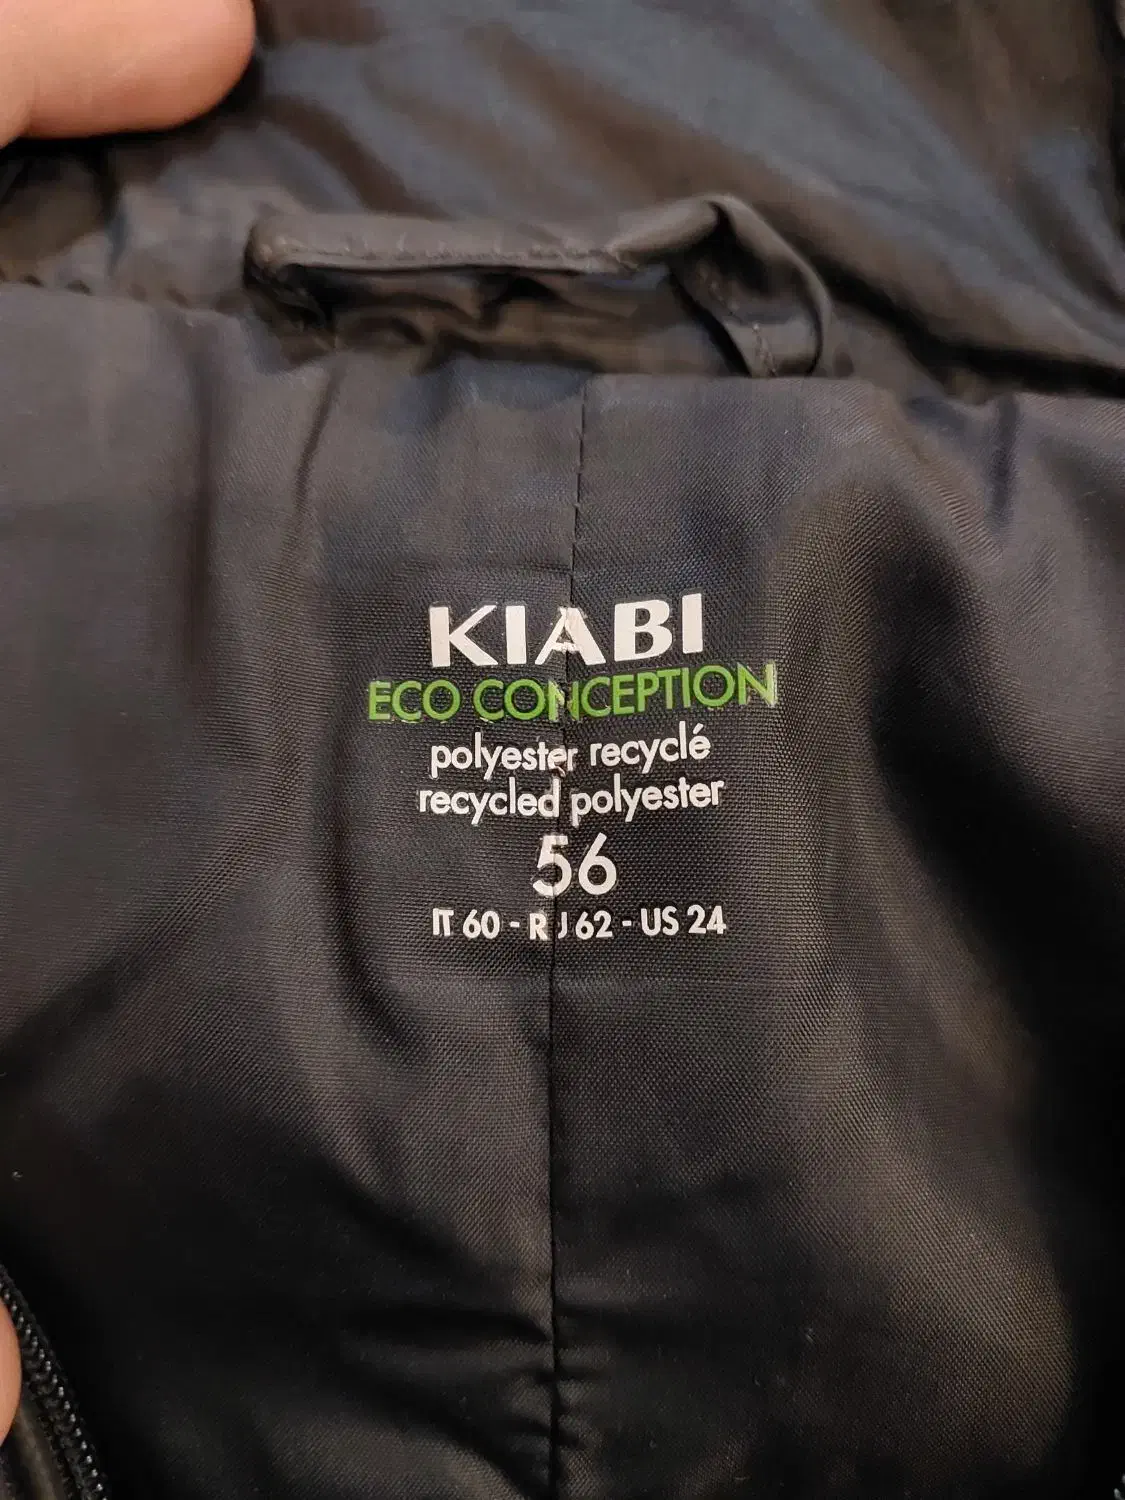 KIABI
ECO CONCEPTION
polyester recyclé
recycled polyester
56
IT 60 - RU 62 - US 24